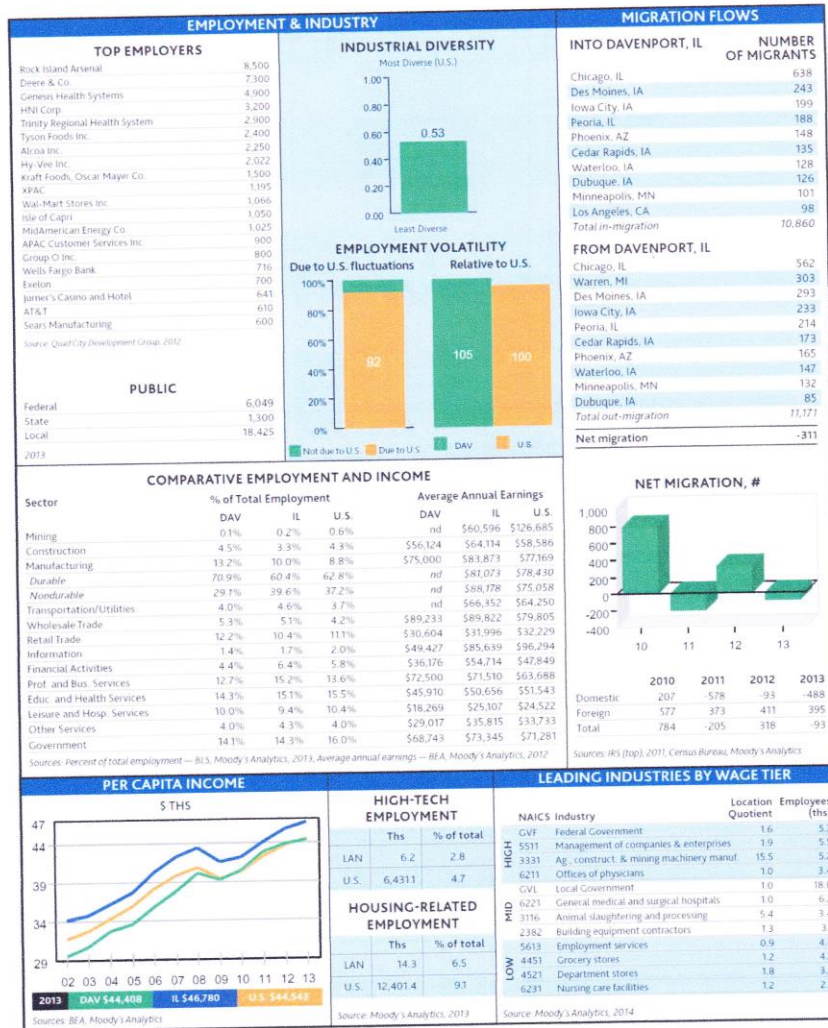 EMPLOYMENT & INDUSTRY
TOP EMPLOYERS
Rock Island Arsenal 8,500
Deere & Co. 7,300
Genesis Health Systems 4,900
HNI Corp. 3,200
Trinity Regional Health System 2,900
Tyson Foods Inc. 2,400
Alcoa Inc. 2,250
Hy-Vee Inc. 2,022
Kraft Foods, Oscar Mayer Co. 1,500
XPAC 1,195
Wal-Mart Stores Inc. 1,066
Isle of Capri 1,050
MidAmerican Energy Co. 1,025
APAC Customer Services Inc. 900
Group O Inc. 800
Wells Fargo Bank 716
Exelon 700
Jumer's Casino and Hotel 641
AT&T 610
Sears Manufacturing 600
Source: Quad City Development Group, 2012
PUBLIC
Federal 6,049
State 1,300
Local 18,425
2013
INDUSTRIAL DIVERSITY
Most Diverse (U.S.)
1.00
0.80
0.60
0.40
0.20
0.00
0.53
Least Diverse
EMPLOYMENT VOLATILITY
Due to U.S. fluctuations Relative to U.S.
100%
80%
60%
40%
20%
0%
92
105 100
Not due to U.S. Due to U.S. DAV U.S.
MIGRATION FLOWS
INTO DAVENPORT, IL NUMBER
OF MIGRANTS
Chicago, IL 638
Des Moines, IA 243
Iowa City, IA 199
Peoria, IL 188
Phoenix, AZ 148
Cedar Rapids, IA 135
Waterloo, IA 128
Dubuque, IA 126
Minneapolis, MN 101
Los Angeles, CA 98
Total in-migration 10,860
FROM DAVENPORT, IL
Chicago, IL 562
Warren, MI 303
Des Moines, IA 293
Iowa City, IA 233
Peoria, IL 214
Cedar Rapids, IA 173
Phoenix, AZ 165
Waterloo, IA 147
Minneapolis, MN 132
Dubuque, IA 85
Total out-migration 11,171
Net migration -311
COMPARATIVE EMPLOYMENT AND INCOME
Sector % of Total Employment Average Annual Earnings
DAV IL U.S. DAV IL U.S.
Mining 0.1% 0.2% 0.6% nd $60,596 $126,685
Construction 4.5% 3.3% 4.3% $56,124 $64,114 $58,586
Manufacturing 13.2% 10.0% 8.8% $75,000 $83,873 $77,169
Durable 70.9% 60.4% 62.8% nd $81,073 $78,430
Nondurable 29.1% 39.6% 37.2% nd $88,178 $75,058
Transportation/Utilities 4.0% 4.6% 3.7% nd $66,352 $64,250
Wholesale Trade 5.3% 5.1% 4.2% $89,233 $89,822 $79,805
Retail Trade 12.2% 10.4% 11.1% $30,604 $31,996 $32,229
Information 1.4% 1.7% 2.0% $49,427 $85,639 $96,294
Financial Activities 4.4% 6.4% 5.8% $36,176 $54,714 $47,849
Prof. and Bus. Services 12.7% 15.2% 13.6% $72,500 $71,510 $63,688
Educ. and Health Services 14.3% 15.1% 15.5% $45,910 $50,656 $51,543
Leisure and Hosp. Services 10.0% 9.4% 10.4% $18,269 $25,107 $24,522
Other Services 4.0% 4.3% 4.0% $29,017 $35,815 $33,733
Government 14.1% 14.3% 16.0% $68,743 $73,345 $71,281
Sources: Percent of total employment — BLS, Moody's Analytics, 2013, Average annual earnings — BEA, Moody's Analytics, 2012
NET MIGRATION, #
1,000
800
600
400
200
0
-200
-400
10 11 12 13
2010 2011 2012 2013
Domestic 207 -578 -93 -488
Foreign 577 373 411 395
Total 784 -205 318 -93
Sources: IRS (top), 2011, Census Bureau, Moody's Analytics
PER CAPITA INCOME
$ THS
47
44
39
34
29
02 03 04 05 06 07 08 09 10 11 12 13
2013 DAV $44,408 IL $46,780 U.S. $44,543
Sources: BEA, Moody's Analytics
HIGH-TECH
EMPLOYMENT
Ths % of total
LAN 6.2 2.8
U.S. 6,431.1 4.7
HOUSING-RELATED
EMPLOYMENT
Ths % of total
LAN 14.3 6.5
U.S. 12,401.4 9.1
Source: Moody's Analytics, 2013
LEADING INDUSTRIES BY WAGE TIER
Location Employees
NAICS Industry Quotient (ths)
HIGH
GVF Federal Government 1.6
5511 Management of companies & enterprises 1.9
3331 Ag., construct. & mining machinery manuf. 15.5
6211 Offices of physicians 1.0
MID
GVL Local Government 1.0
6221 General medical and surgical hospitals 1.0
3116 Animal slaughtering and processing 5.4
2382 Building equipment contractors 1.3
LOW
5613 Employment services 0.9
4451 Grocery stores 1.2
4521 Department stores 1.8
6231 Nursing care facilities 1.2
Source: Moody's Analytics, 2014